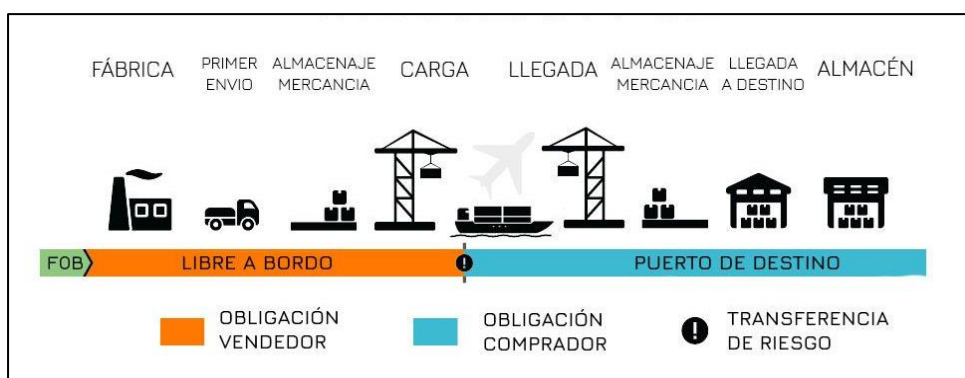 FÁBRICA
PRIMER
ENVIO
ALMACENAJE
MERCANCIA
CARGA
LLEGADA
ALMACENAJE
MERCANCIA
LLEGADA
A DESTINO
ALMACÉN
FOB
LIBRE A BORDO
PUERTO DE DESTINO
OBLIGACIÓN
VENDEDOR
OBLIGACIÓN
COMPRADOR
TRANSFERENCIA
DE RIESGO